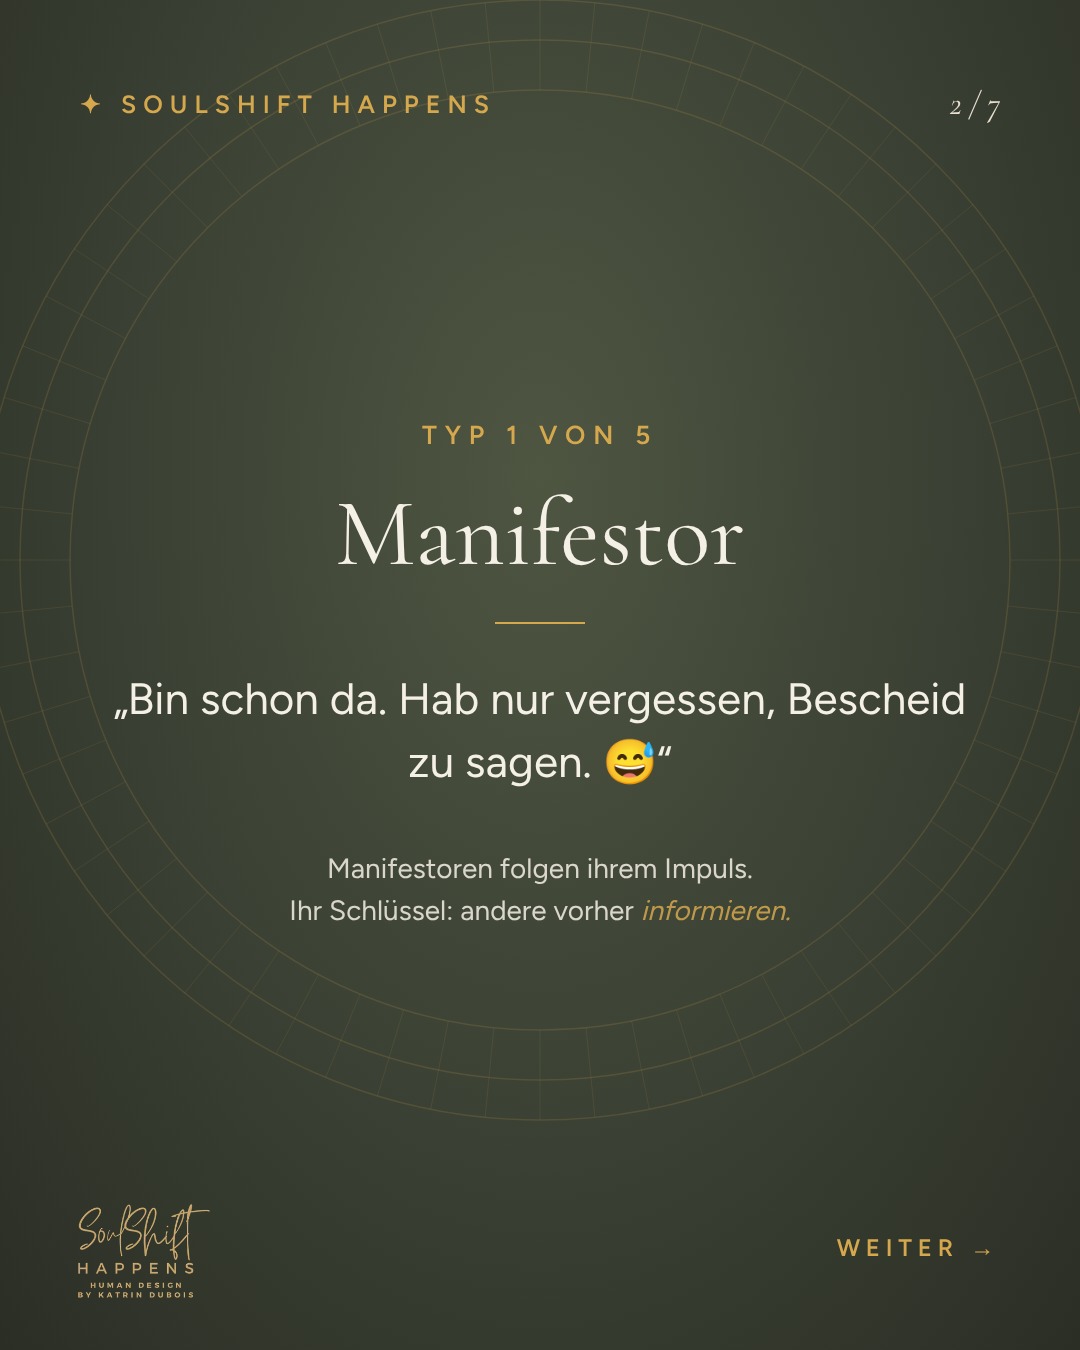 ✦ SOULSHIFT HAPPENS
2/7
TYP 1 VON 5
Manifestor
„Bin schon da. Hab nur vergessen, Bescheid
zu sagen. 😅“
Manifestoren folgen ihrem Impuls.
Ihr Schlüssel: andere vorher informieren.
SoulShift
HAPPENS
HUMAN DESIGN
BY KATRIN DUBOIS
WEITER →